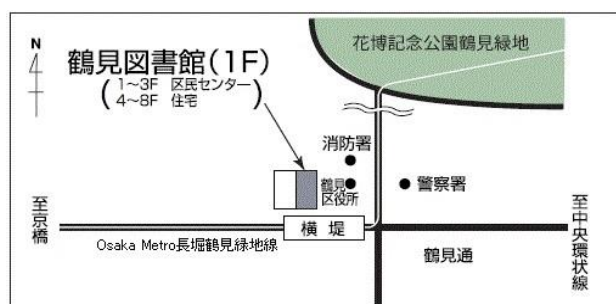 花博記念公園鶴見緑地
N
鶴見図書館(1F)
(1〜3F 区民センター
4〜8F 住宅)
消防署
鶴見
区役所
警察署
至京橋
横堤
至中央環状線
Osaka Metro長堀鶴見緑地線
鶴見通